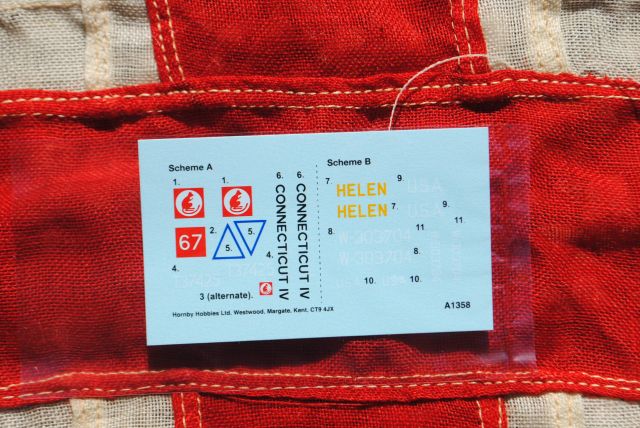 Scheme A
1.
1.
6.
6.
CONNECTICUT IV
CONNECTICUT IV
67
2.
5.
5.
4.
4.
3 (alternate).
Hornby Hobbies Ltd, Westwood, Margate, Kent, CT9 4JX
Scheme B
7.
HELEN
9.
USA
HELEN
7.
USA
9.
11.
11.
8.
W-303704
W-303704
8.
10.
10.
A1358